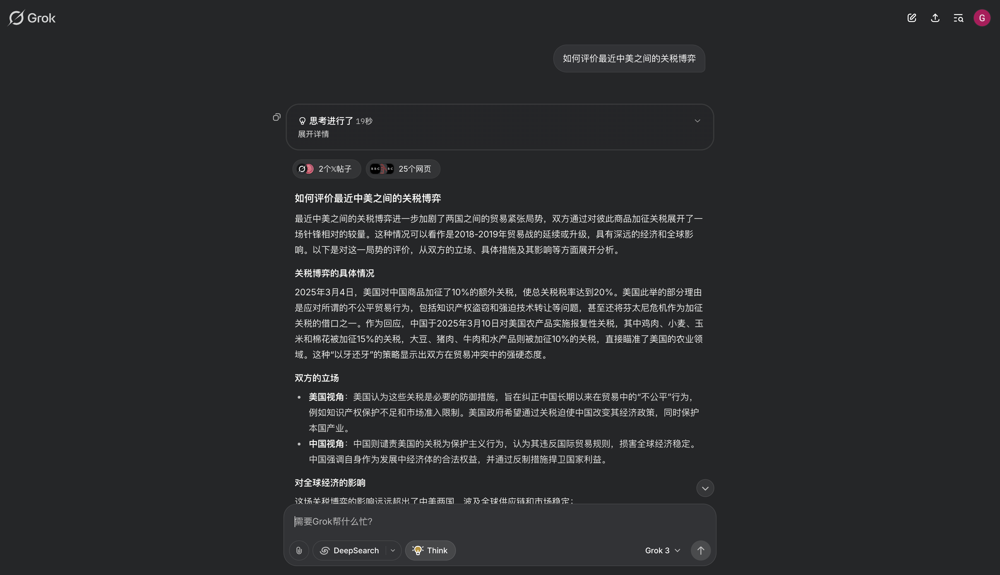 Grok
G
如何评价最近中美之间的关税博弈
思考进行了 19秒
展开详情
2个𝕏帖子
BBC BC 25个网页
如何评价最近中美之间的关税博弈
最近中美之间的关税博弈进一步加剧了两国之间的贸易紧张局势，双方通过对彼此商品加征关税展开了一
场针锋相对的较量。这种情况可以看作是2018-2019年贸易战的延续或升级，具有深远的经济和全球影
响。以下是对这一局势的评价，从双方的立场、具体措施及其影响等方面展开分析。
关税博弈的具体情况
2025年3月4日，美国对中国商品加征了10%的额外关税，使总关税税率达到20%。美国此举的部分理由
是应对所谓的不公平贸易行为，包括知识产权盗窃和强迫技术转让等问题，甚至还将芬太尼危机作为加征
关税的借口之一。作为回应，中国于2025年3月10日对美国农产品实施报复性关税，其中鸡肉、小麦、玉
米和棉花被加征15%的关税，大豆、猪肉、牛肉和水产品则被加征10%的关税，直接瞄准了美国的农业领
域。这种“以牙还牙”的策略显示出双方在贸易冲突中的强硬态度。
双方的立场
• 美国视角：美国认为这些关税是必要的防御措施，旨在纠正中国长期以来在贸易中的“不公平”行为，
例如知识产权保护不足和市场准入限制。美国政府希望通过关税迫使中国改变其经济政策，同时保护
本国产业。
• 中国视角：中国则谴责美国的关税为保护主义行为，认为其违反国际贸易规则，损害全球经济稳定。
中国强调自身作为发展中经济体的合法权益，并通过反制措施捍卫国家利益。
对全球经济的影响
这场关税博弈的影响远远超出了中美两国，波及全球供应链和市场稳定：
需要Grok帮什么忙?
DeepSearch
Think
Grok 3